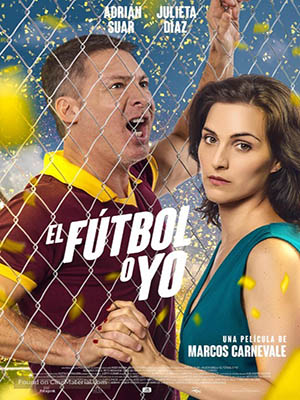 ADRIÁN JULIETA
SUAR DÍAZ
EL FÚTBOL
O YO
UNA PELÍCULA DE
MARCOS CARNEVALE
Found on CineMaterial.com